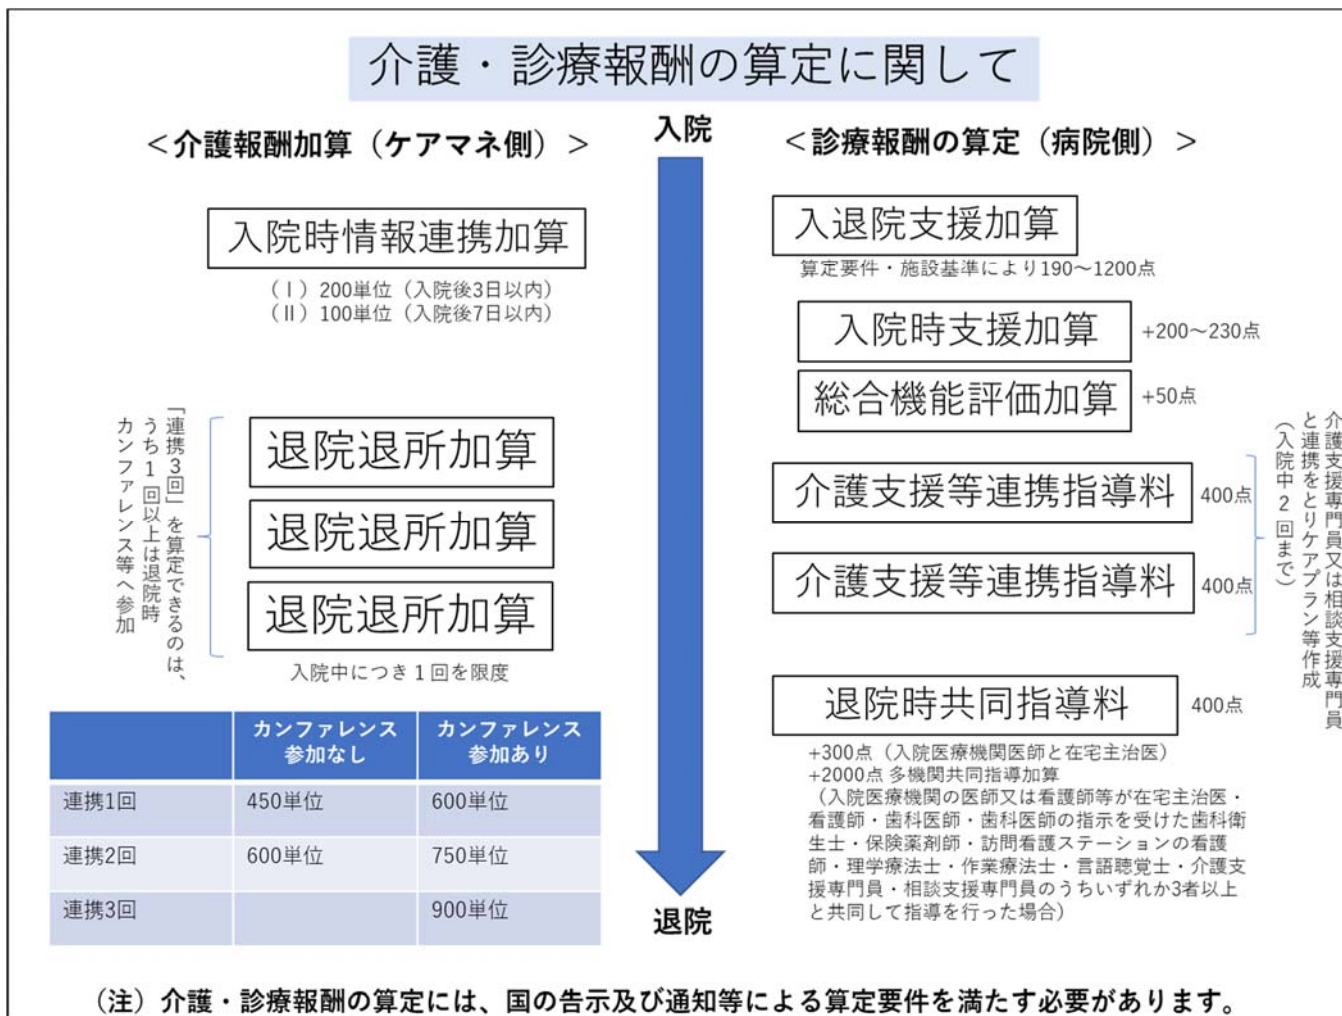 介護・診療報酬の算定に関して
入院
＜介護報酬加算（ケアマネ側）＞
入院時情報連携加算
（Ⅰ）200単位（入院後3日以内）
（Ⅱ）100単位（入院後7日以内）
「連携3回」を算定できるのは、
うち1回以上は退院時
カンファレンス等へ参加
退院退所加算
退院退所加算
退院退所加算
入院中につき1回を限度
カンファレンス
参加なし
カンファレンス
参加あり
連携1回 450単位 600単位
連携2回 600単位 750単位
連携3回 900単位
＜診療報酬の算定（病院側）＞
入退院支援加算
算定要件・施設基準により190～1200点
入院時支援加算 +200～230点
総合機能評価加算 +50点
介護支援等連携指導料 400点
介護支援等連携指導料 400点
介護支援専門員又は相談支援専門員
と連携をとりケアプラン等作成
（入院中2回まで）
退院時共同指導料 400点
+300点（入院医療機関医師と在宅主治医）
+2000点 多機関共同指導加算
（入院医療機関の医師又は看護師等が在宅主治医・
看護師・歯科医師・歯科医師の指示を受けた歯科衛
生士・保険薬剤師・訪問看護ステーションの看護
師・理学療法士・作業療法士・言語聴覚士・介護支
援専門員・相談支援専門員のうちいずれか3者以上
と共同して指導を行った場合）
退院
（注）介護・診療報酬の算定には、国の告示及び通知等による算定要件を満たす必要があります。